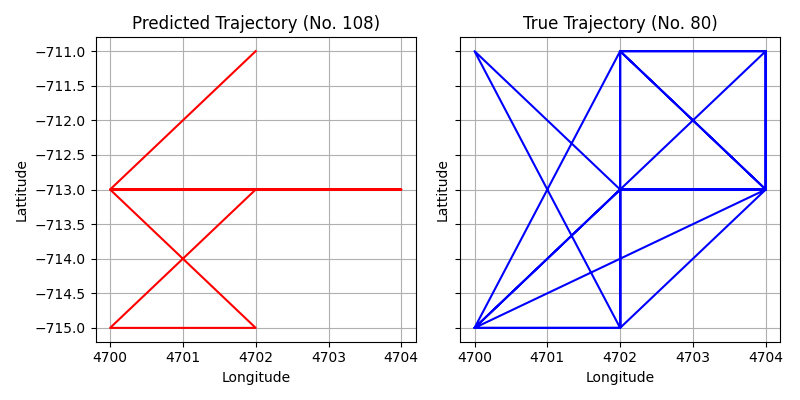 Predicted Trajectory (No. 108)
−711.0
−711.5
−712.0
−712.5
−713.0
−713.5
−714.0
−714.5
−715.0
Lattitude
4700 4701 4702 4703 4704
Longitude
True Trajectory (No. 80)
Lattitude
4700 4701 4702 4703 4704
Longitude